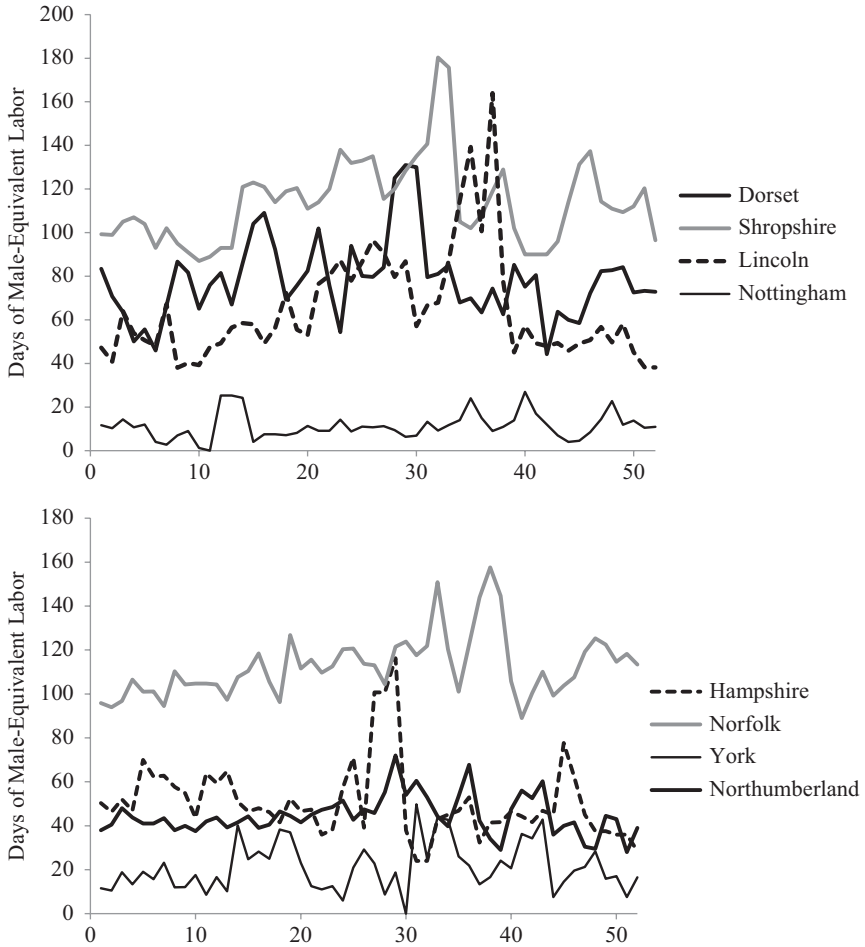 200
180
160
140
120
100
80
60
40
20
0
Days of Male-Equivalent Labor
0 10 20 30 40 50
Dorset
Shropshire
Lincoln
Nottingham
180
160
140
120
100
80
60
40
20
0
Days of Male-Equivalent Labor
0 10 20 30 40 50
Hampshire
Norfolk
York
Northumberland